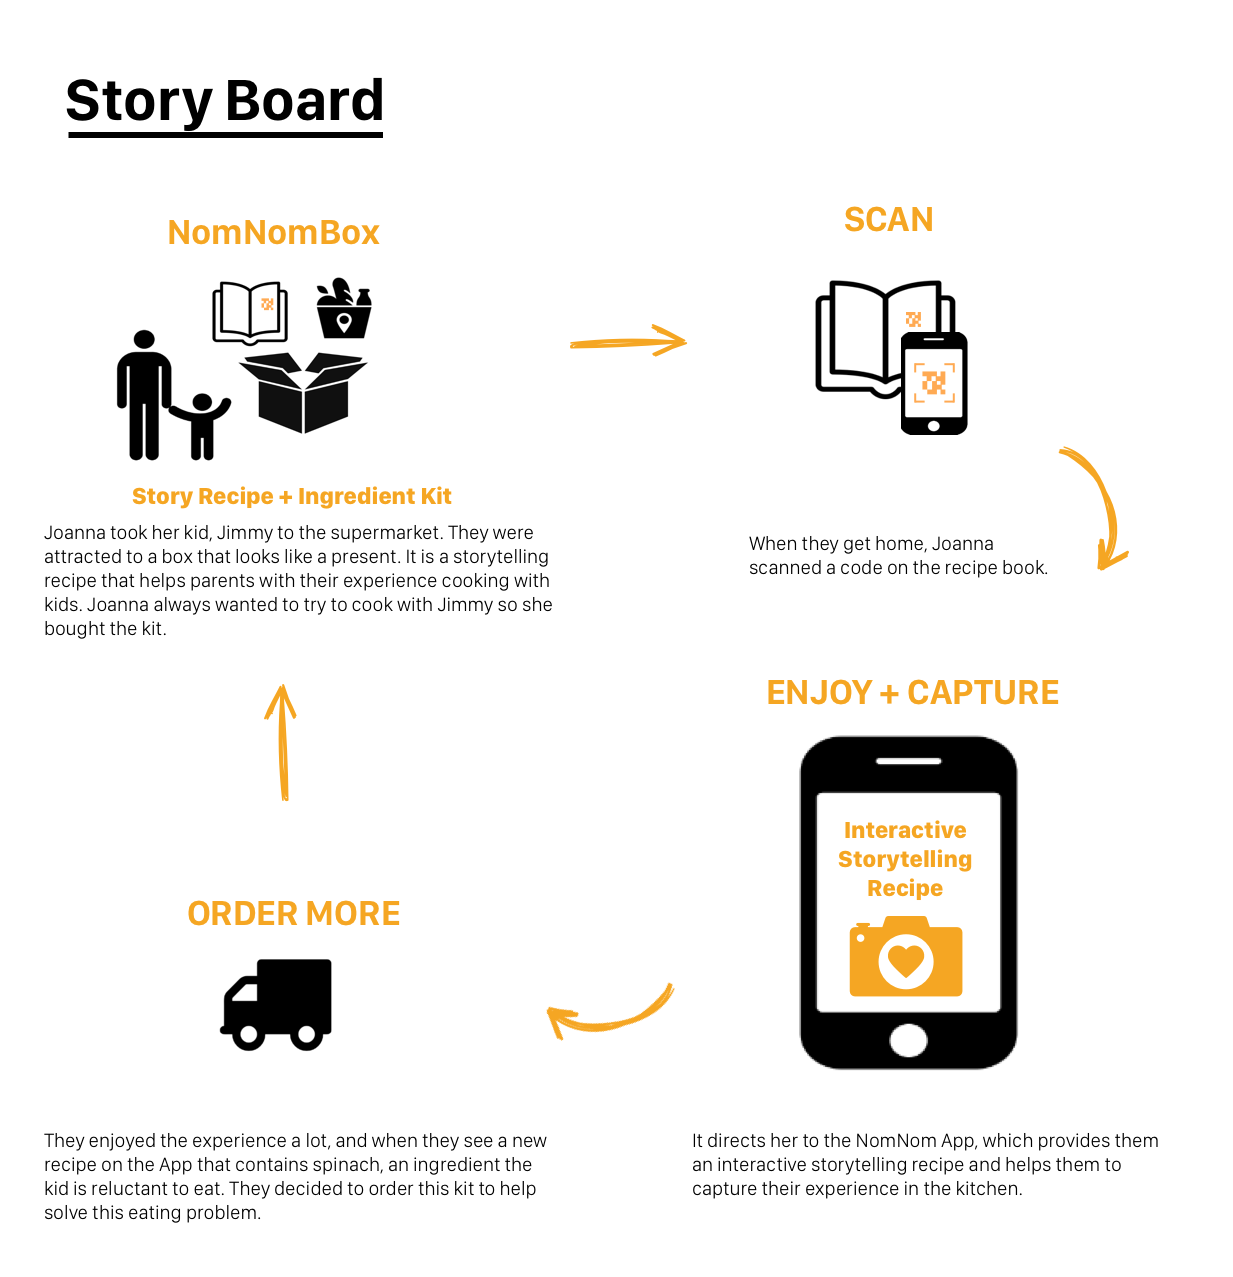 Story Board
NomNomBox
Story Recipe + Ingredient Kit
Joanna took her kid, Jimmy to the supermarket. They were
attracted to a box that looks like a present. It is a storytelling
recipe that helps parents with their experience cooking with
kids. Joanna always wanted to try to cook with Jimmy so she
bought the kit.
SCAN
When they get home, Joanna
scanned a code on the recipe book.
ENJOY + CAPTURE
Interactive
Storytelling
Recipe
It directs her to the NomNom App, which provides them
an interactive storytelling recipe and helps them to
capture their experience in the kitchen.
ORDER MORE
They enjoyed the experience a lot, and when they see a new
recipe on the App that contains spinach, an ingredient the
kid is reluctant to eat. They decided to order this kit to help
solve this eating problem.